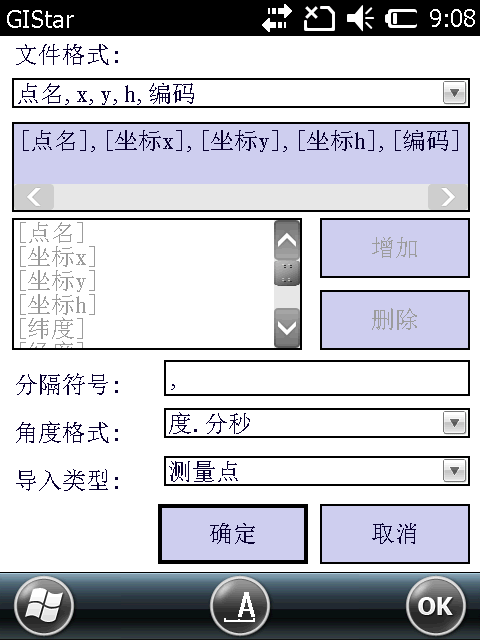 GIStar 9:08
文件格式:
点名,x,y,h,编码
[点名],[坐标x],[坐标y],[坐标h],[编码]
[点名]
[坐标x]
[坐标y]
[坐标h]
[纬度]
增加
删除
分隔符号: ,
角度格式: 度.分秒
导入类型: 测量点
确定 取消
A OK